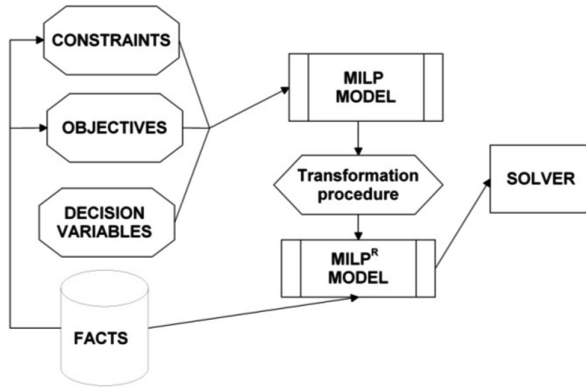 CONSTRAINTS
OBJECTIVES
DECISION
VARIABLES
FACTS
MILP
MODEL
Transformation
procedure
MILP^R
MODEL
SOLVER